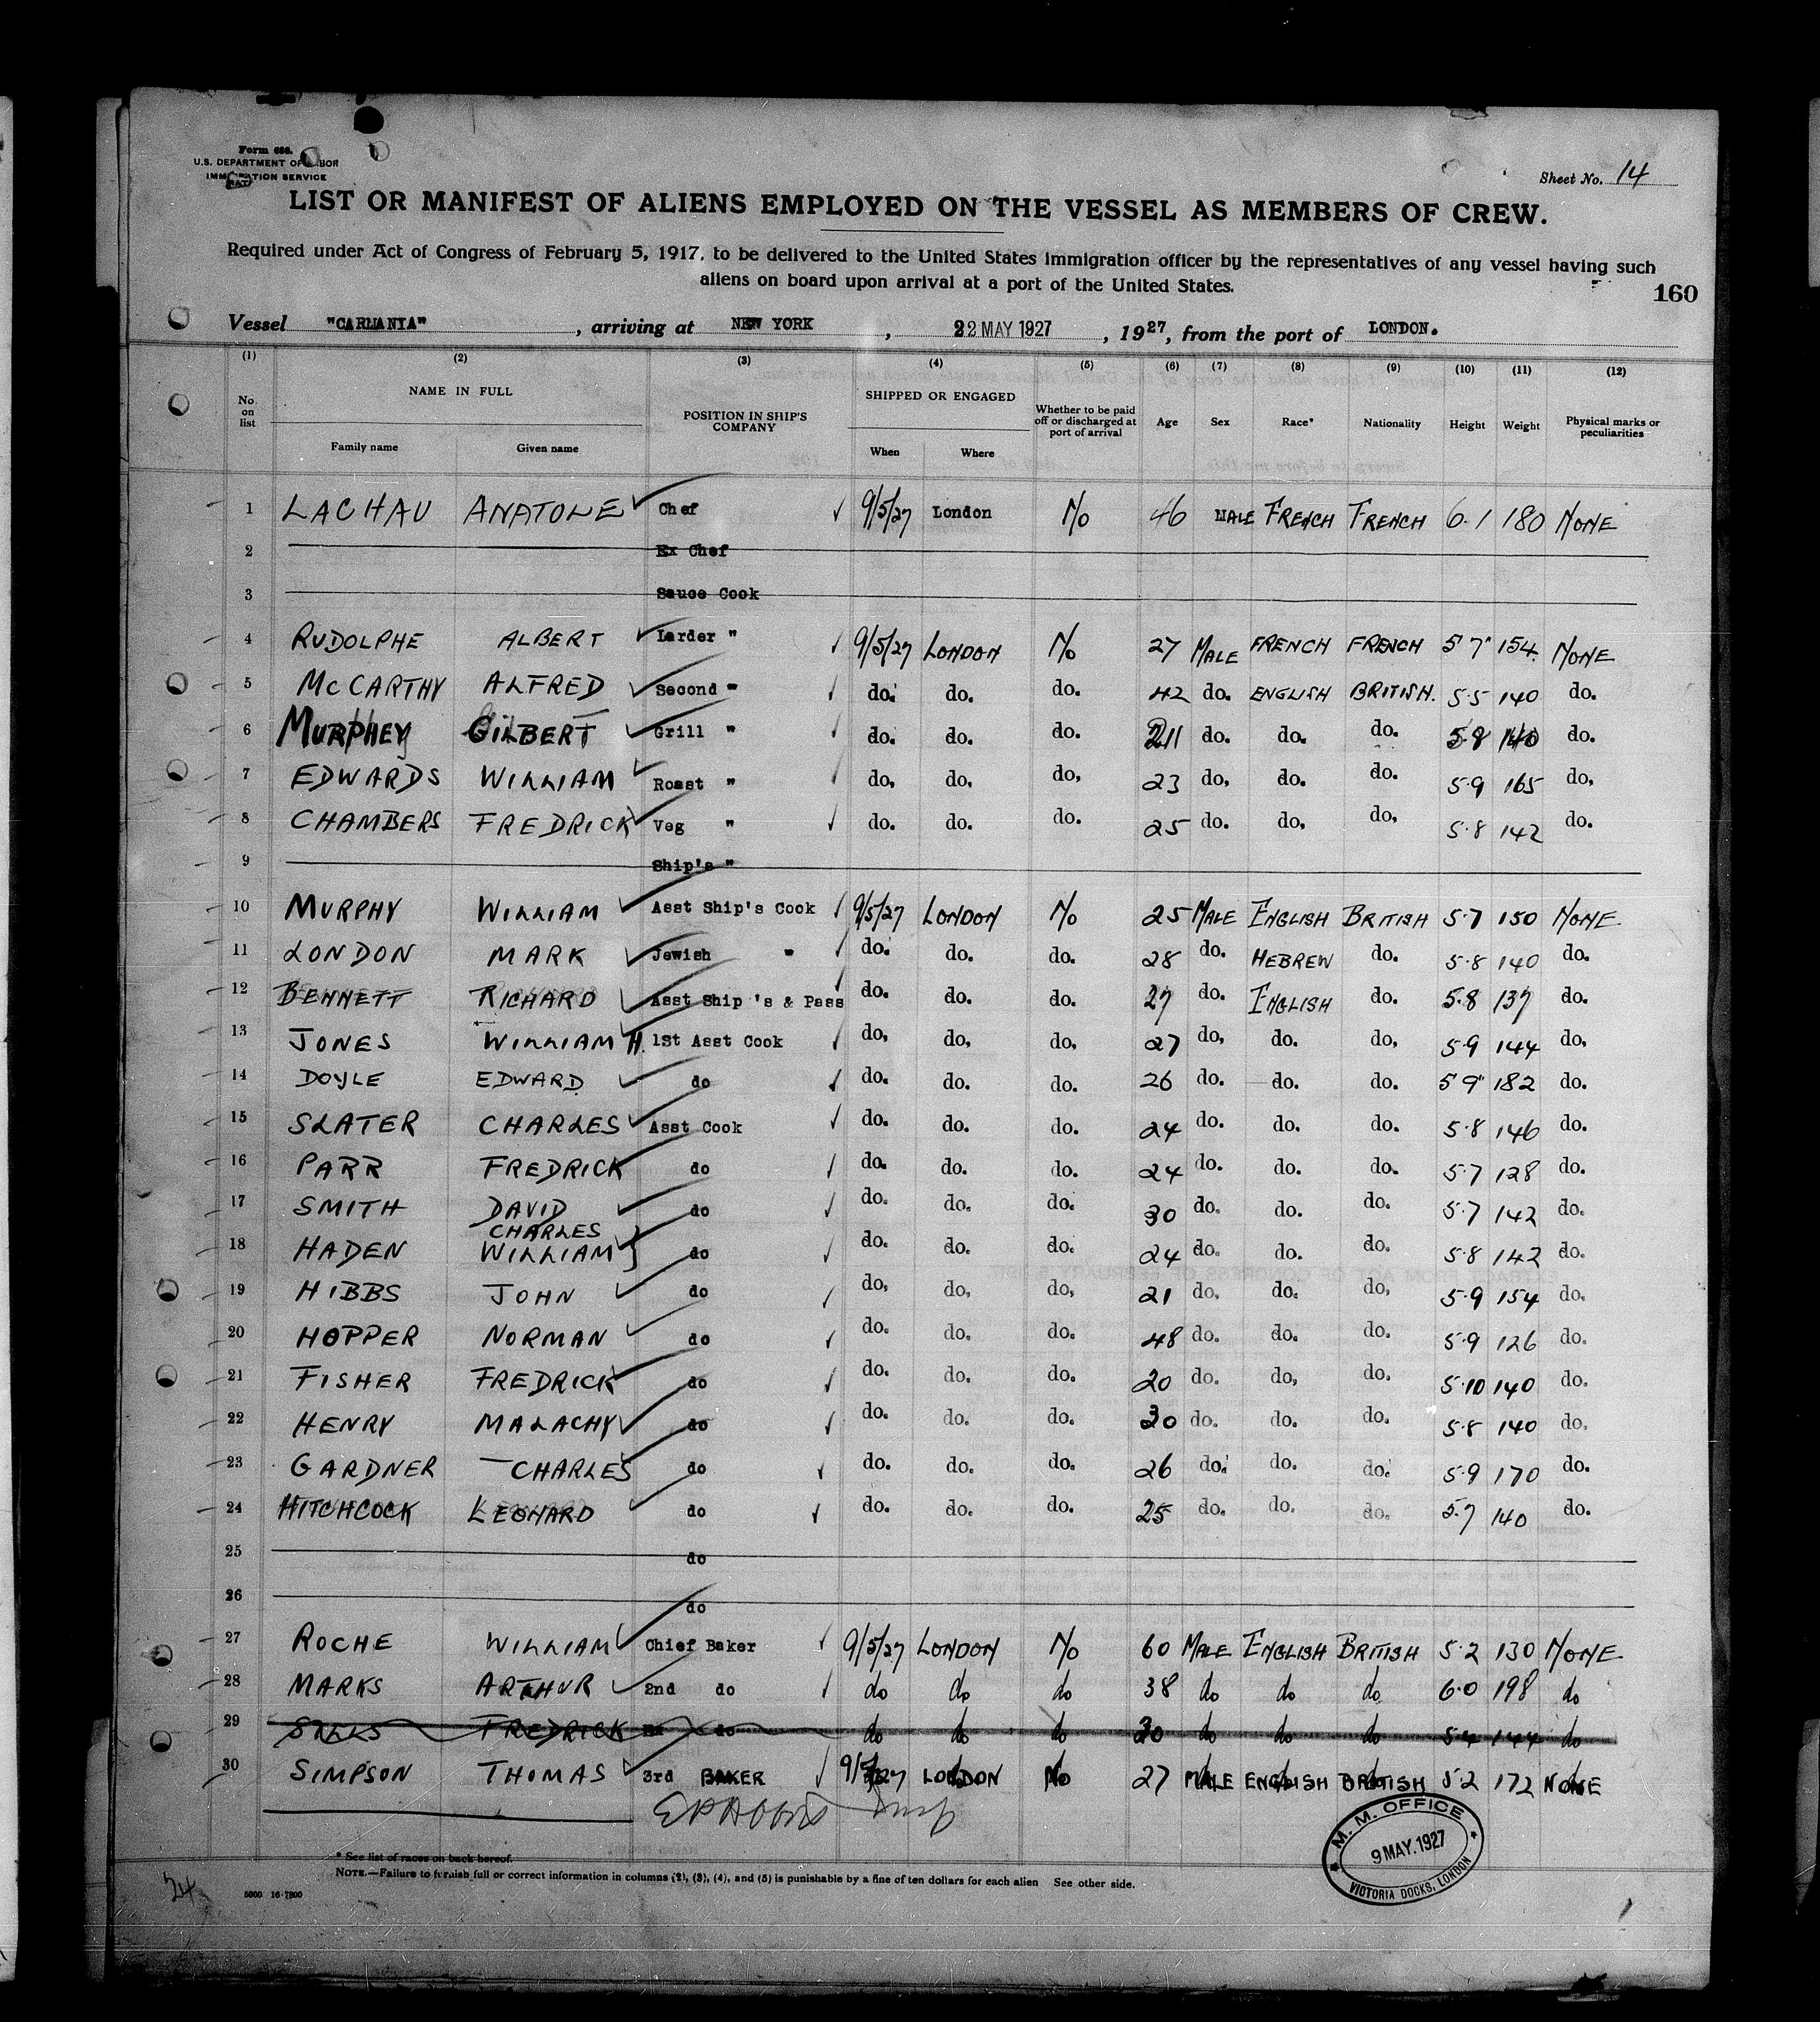 Form 686.
U.S. DEPARTMENT OF LABOR
IMMIGRATION SERVICE
Sheet No. 14
LIST OR MANIFEST OF ALIENS EMPLOYED ON THE VESSEL AS MEMBERS OF CREW.
Required under Act of Congress of February 5, 1917, to be delivered to the United States immigration officer by the representatives of any vessel having such
aliens on board upon arrival at a port of the United States.
160
Vessel "CARMANIA", arriving at NEW YORK, 22 MAY 1927, 1927, from the port of LONDON.
(1) (2) (3) (4) (5) (6) (7) (8) (9) (10) (11) (12)
No. on list NAME IN FULL Family name Given name POSITION IN SHIP'S COMPANY SHIPPED OR ENGAGED When Where Whether to be paid off or discharged at port of arrival Age Sex Race* Nationality Height Weight Physical marks or peculiarities
1 LACHAU ANATOLE Chef 9/5/27 London No 46 MALE FRENCH FRENCH 6.1 180 NONE
2 Ex Chef
3 Sauce Cook
4 RUDOLPHE ALBERT Larder " 9/5/27 LONDON No 27 MALE FRENCH FRENCH 5 7" 154 NONE
5 McCARTHY ALFRED Second " do. do. do. 42 do. ENGLISH BRITISH. 5.5 140 do.
6 MURPHEY GILBERT Grill " do. do. do. 21 do. do. do. 5.8 140 do.
7 EDWARDS WILLIAM Roast " do. do. do. 23 do. do. do. 5.9 165 do.
8 CHAMBERS FREDRICK Veg " do. do. do. 25 do. do. do. 5.8 142 do.
9 Ship's "
10 MURPHY WILLIAM Asst Ship's Cook 9/5/27 LONDON No 25 MALE ENGLISH BRITISH 5.7 150 NONE
11 LONDON MARK Jewish " do. do. do. 28 do. HEBREW do. 5.8 140 do.
12 BENNETT RICHARD Asst Ship's & Pass do. do. do. 27 do. ENGLISH do. 5.8 137 do.
13 JONES WILLIAM H. 1st Asst Cook do. do. do. 27 do. do. do. 5.9 144 do.
14 DOYLE EDWARD do do. do. do. 26 do. do. do. 5 9" 182 do.
15 SLATER CHARLES Asst Cook do. do. do. 24 do. do. do. 5.8 146 do.
16 PARR FREDRICK do do. do. do. 24 do. do. do. 5.7 128 do.
17 SMITH DAVID do do. do. do. 30 do. do. do. 5.7 142 do.
18 HADEN CHARLES WILLIAM } do do. do. do. 24 do. do. do. 5.8 142 do.
19 HIBBS JOHN do do. do. do. 21 do. do. do. 5.9 154 do.
20 HOPPER NORMAN do do. do. do. 48 do. do. do. 5.9 126 do.
21 FISHER FREDRICK do do. do. do. 20 do. do. do. 5.10 140 do.
22 HENRY MALACHY do do. do. do. 30 do. do. do. 5.8 140 do.
23 GARDNER CHARLES do do. do. do. 26 do. do. do. 5.9 170 do.
24 HITCHCOCK LEONARD do do. do. do. 25 do. do. do. 5.7 140 do.
25 do
26 do
27 ROCHE WILLIAM Chief Baker 9/5/27 LONDON No 60 MALE ENGLISH BRITISH 5.2 130 NONE
28 MARKS ARTHUR 2nd do do do do 38 do do do 6.0 198 do
29 FREDRICK do do do do 30 do do do 5.4 144 do
30 SIMPSON THOMAS 3rd BAKER 9/5/27 LONDON No 27 MALE ENGLISH BRITISH 5.2 172 NONE
* See list of races on back hereof.
NOTE.—Failure to furnish full or correct information in columns (2), (3), (4), and (5) is punishable by a fine of ten dollars for each alien See other side.
24
M. M. OFFICE
9 MAY. 1927
VICTORIA DOCKS, LONDON